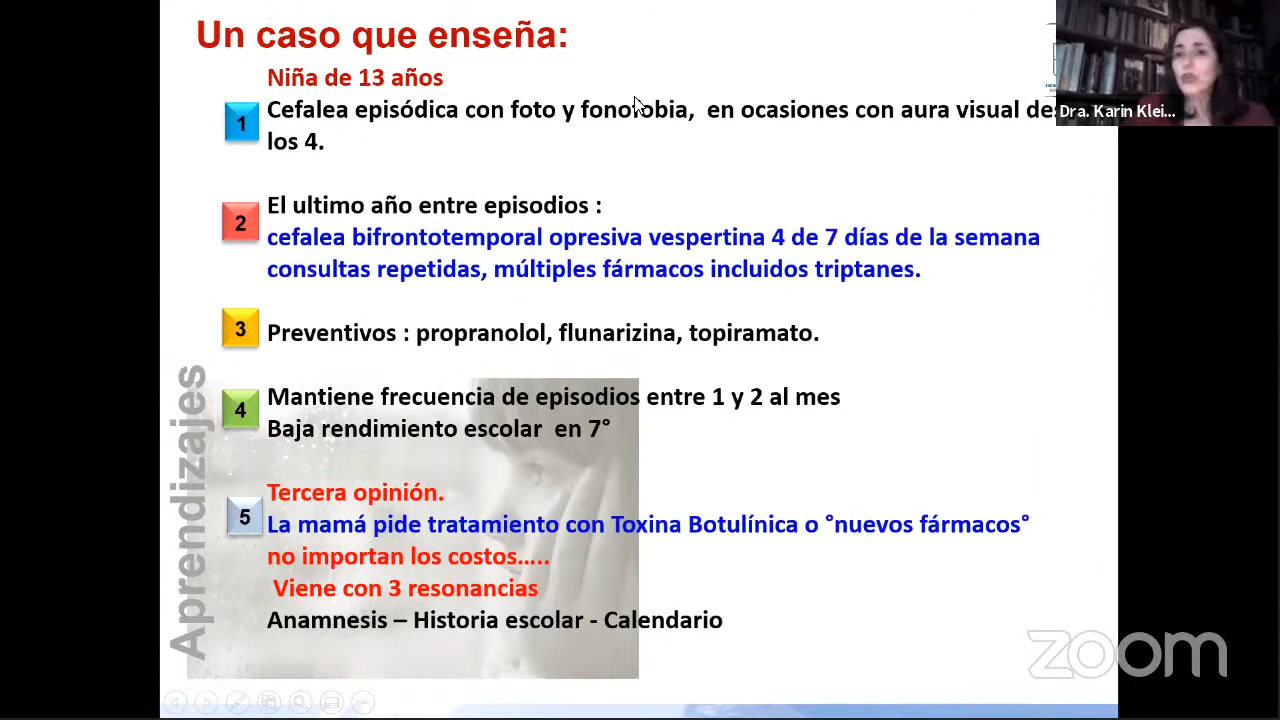 Un caso que enseña:
Niña de 13 años
1
Cefalea episódica con foto y fonofobia, en ocasiones con aura visual
los 4.
2
El ultimo año entre episodios :
cefalea bifrontotemporal opresiva vespertina 4 de 7 días de la semana
consultas repetidas, múltiples fármacos incluidos triptanes.
3
Preventivos : propranolol, flunarizina, topiramato.
4
Mantiene frecuencia de episodios entre 1 y 2 al mes
Baja rendimiento escolar en 7°
5
Tercera opinión.
La mamá pide tratamiento con Toxina Botulínica o °nuevos fármacos°
no importan los costos…..
Viene con 3 resonancias
Anamnesis – Historia escolar - Calendario
Aprendizajes
Dra. Karin Klei...
zoom